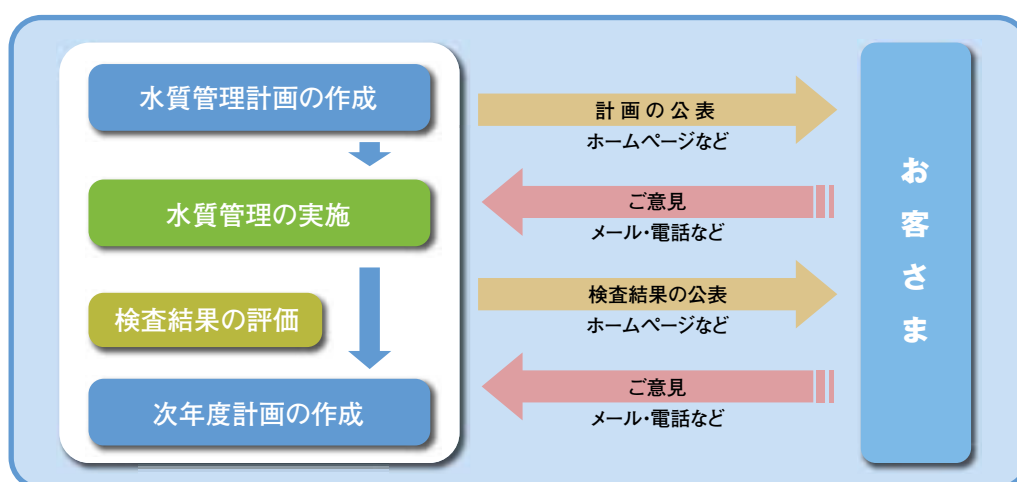 水質管理計画の作成
水質管理の実施
検査結果の評価
次年度計画の作成
計画の公表
ホームページなど
ご意見
メール・電話など
検査結果の公表
ホームページなど
ご意見
メール・電話など
お客さま